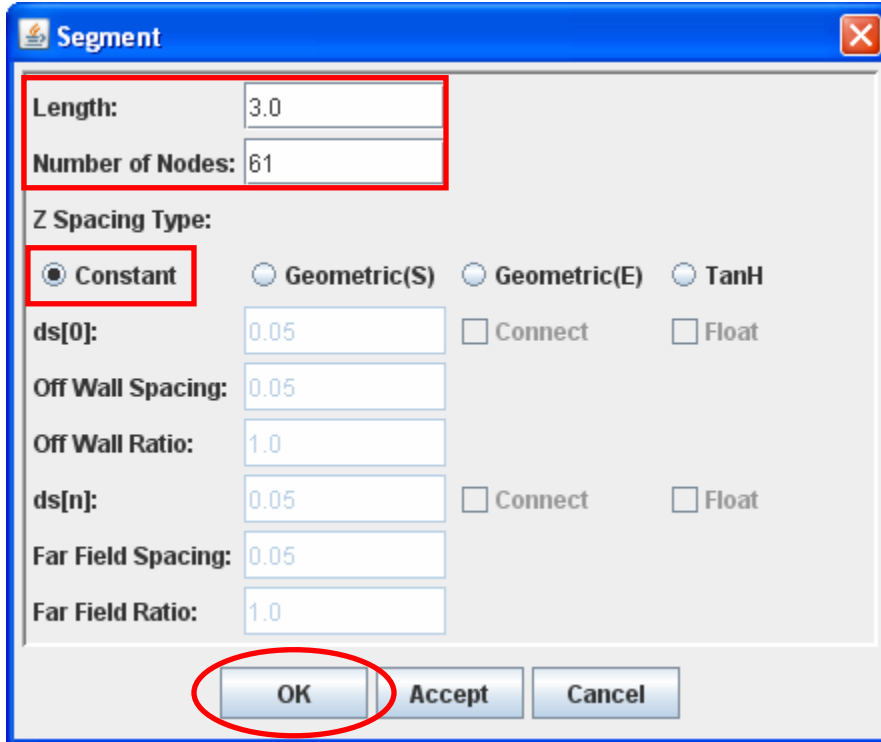 Segment
Length: 3.0
Number of Nodes: 61
Z Spacing Type:
Constant Geometric(S) Geometric(E) TanH
ds[0]: 0.05 Connect Float
Off Wall Spacing: 0.05
Off Wall Ratio: 1.0
ds[n]: 0.05 Connect Float
Far Field Spacing: 0.05
Far Field Ratio: 1.0
OK Accept Cancel